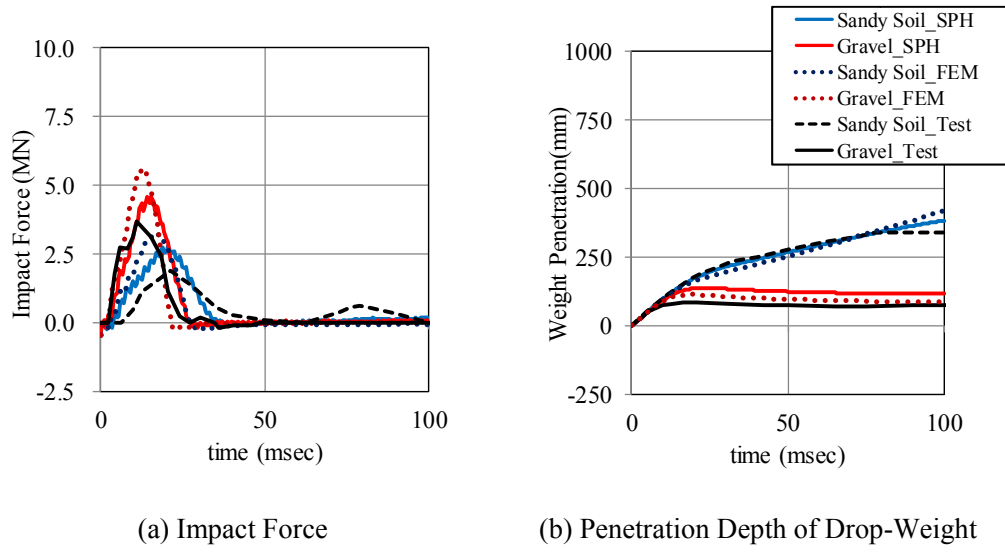 10.0
7.5
5.0
2.5
0.0
-2.5
Impact Force (MN)
0
50
100
time (msec)
(a) Impact Force
Sandy Soil_SPH
Gravel_SPH
Sandy Soil_FEM
Gravel_FEM
Sandy Soil_Test
Gravel_Test
1000
750
500
250
0
-250
Weight Penetration(mm)
0
50
100
time (msec)
(b) Penetration Depth of Drop-Weight